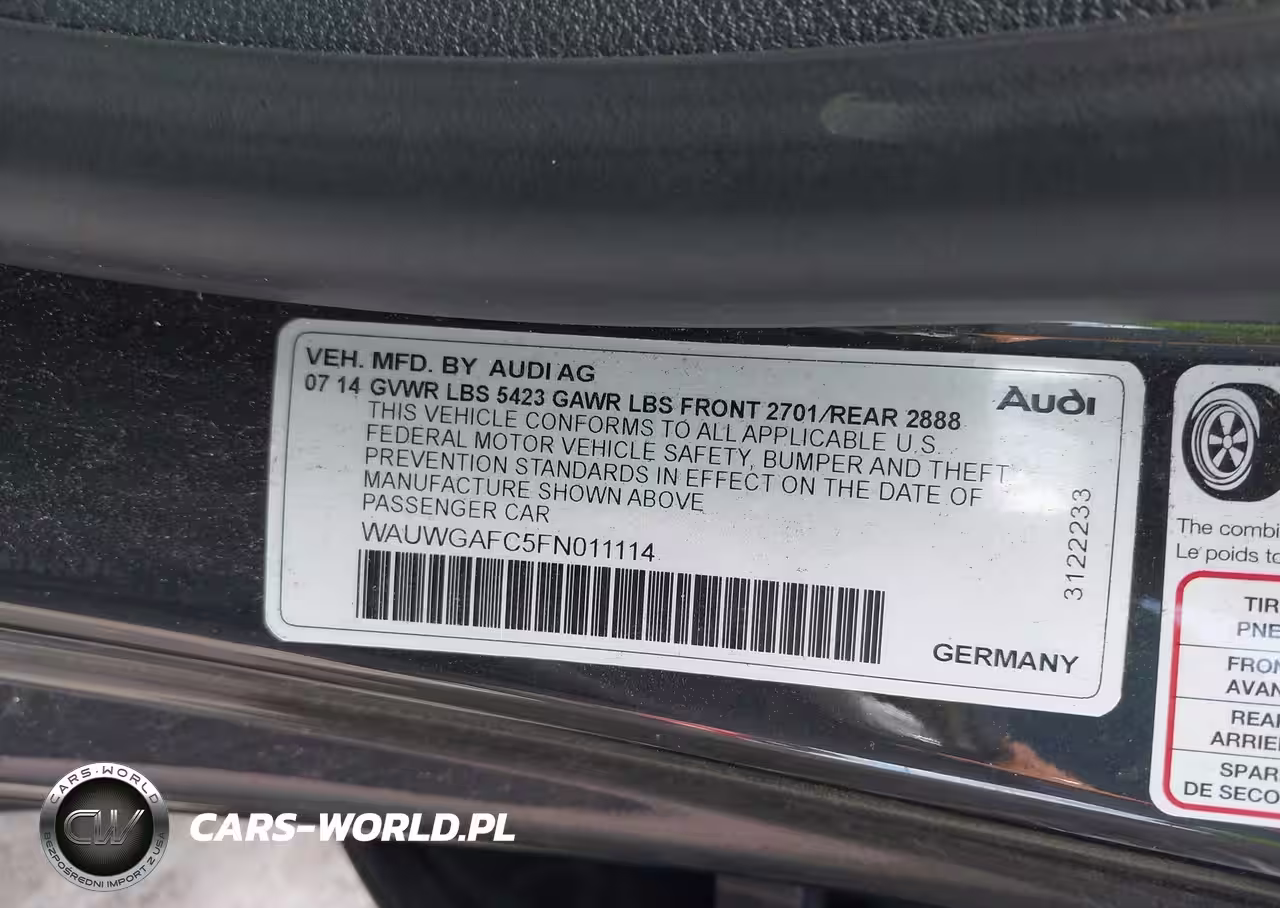 VEH. MFD. BY AUDI AG
07 14 GVWR LBS 5423 GAWR LBS FRONT 2701/REAR 2888
THIS VEHICLE CONFORMS TO ALL APPLICABLE U.S.
FEDERAL MOTOR VEHICLE SAFETY, BUMPER AND THEFT
PREVENTION STANDARDS IN EFFECT ON THE DATE OF
MANUFACTURE SHOWN ABOVE
PASSENGER CAR
WAUWGAFC5FN011114
Audi
3122233
GERMANY
The combi
Le poids to
TIR
PNE
FRON
AVAN
REAR
ARRIE
SPAR
DE SECO
CARS-WORLD
CW
BEZPOŚREDNI IMPORT Z USA
CARS-WORLD.PL